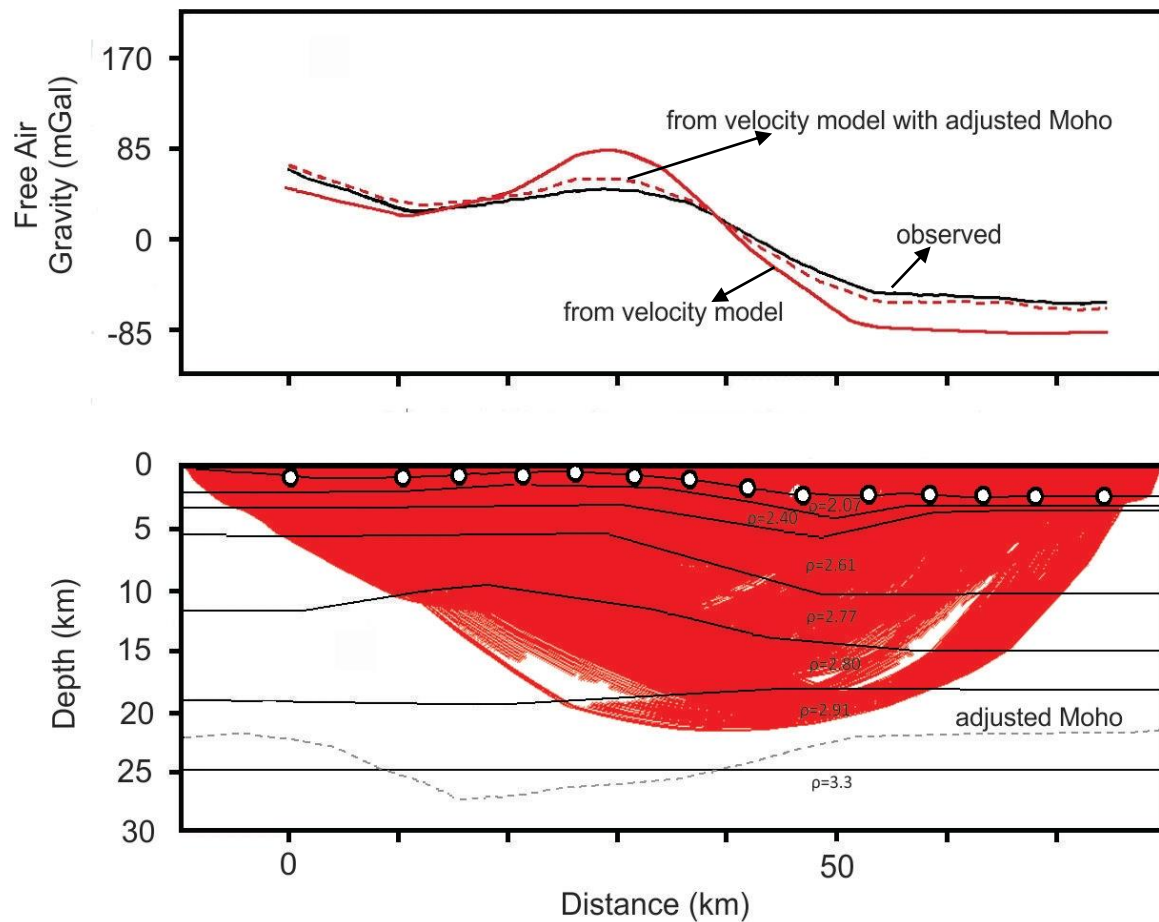 170
85
0
-85
Free Air
Gravity (mGal)
from velocity model with adjusted Moho
observed
from velocity model
0
5
10
15
20
25
30
Depth (km)
ρ=2.07
ρ=2.40
ρ=2.61
ρ=2.77
ρ=2.80
ρ=2.91
adjusted Moho
ρ=3.3
0
50
Distance (km)